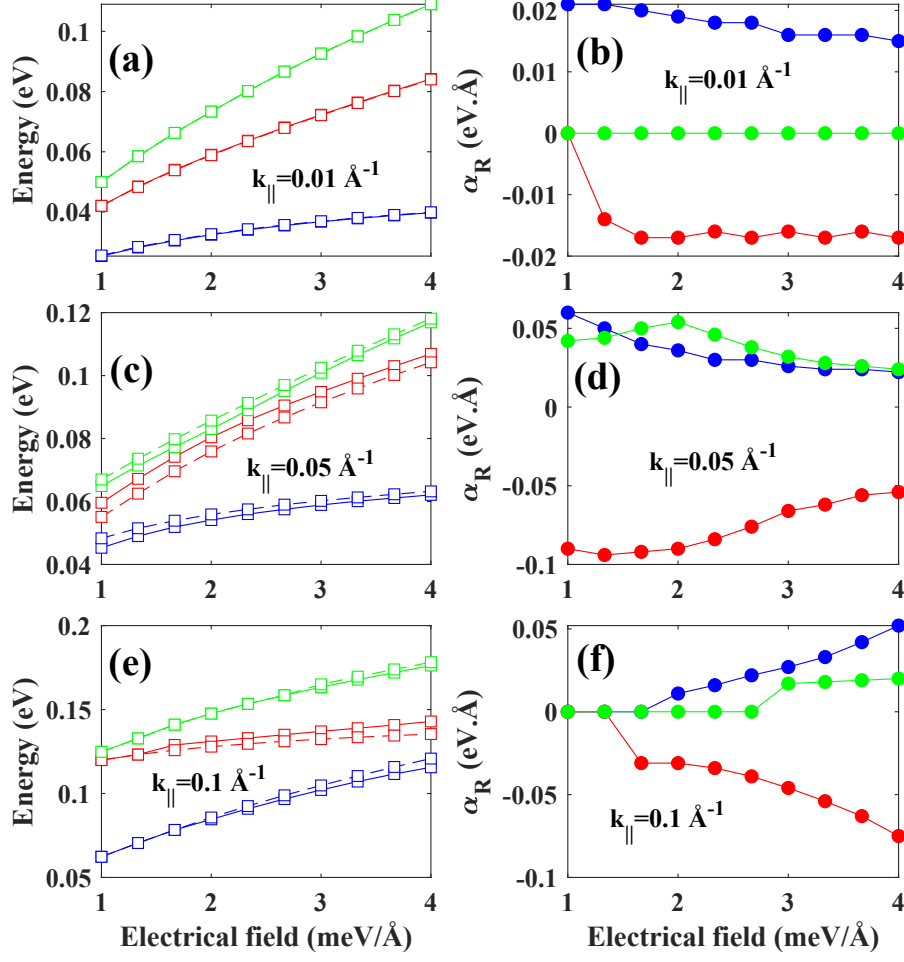 (a)
Energy (eV)
0.1
0.08
0.06
0.04
k||=0.01 Å-1
1 2 3 4
(b)
αR (eV.Å)
0.02
0.01
0
-0.01
-0.02
k||=0.01 Å-1
1 2 3 4
(c)
Energy (eV)
0.12
0.1
0.08
0.06
0.04
k||=0.05 Å-1
1 2 3 4
(d)
αR (eV.Å)
0.05
0
-0.05
-0.1
k||=0.05 Å-1
1 2 3 4
(e)
Energy (eV)
0.2
0.15
0.1
0.05
k||=0.1 Å-1
1 2 3 4
Electrical field (meV/Å)
(f)
αR (eV.Å)
0.05
0
-0.05
-0.1
k||=0.1 Å-1
1 2 3 4
Electrical field (meV/Å)